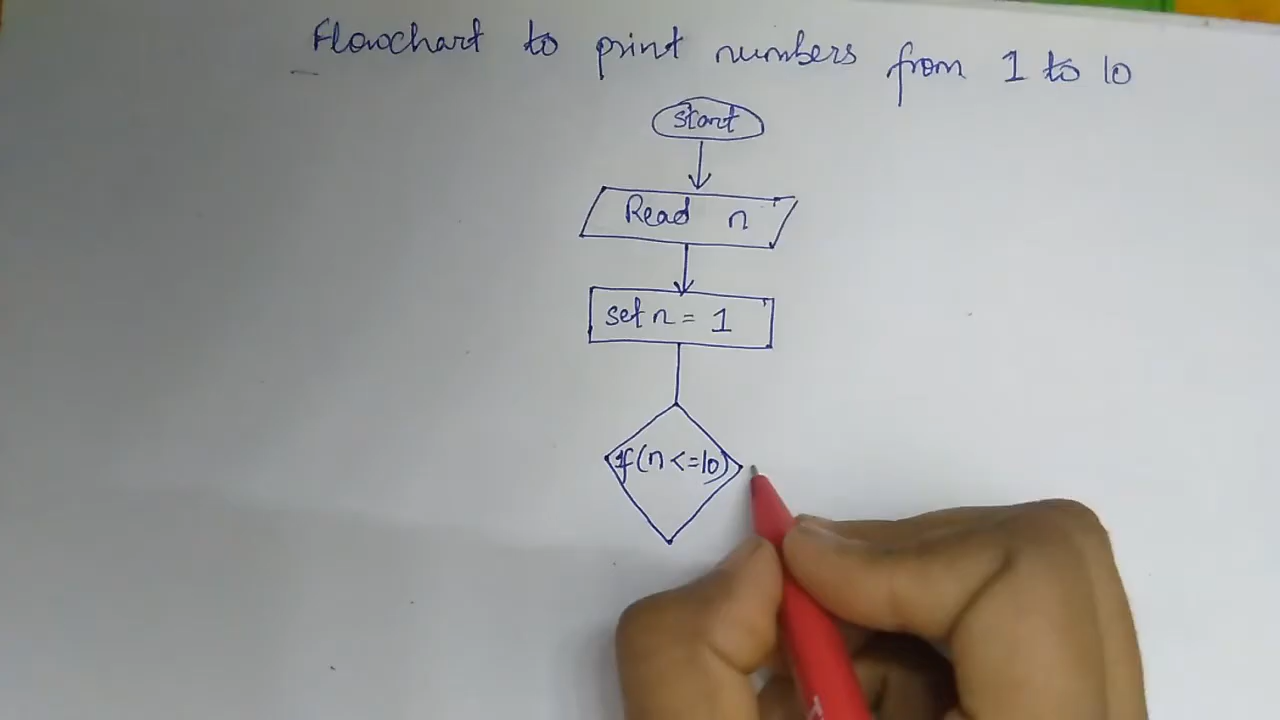 Flowchart to print numbers from 1 to 10
start
Read n
set n = 1
if (n <= 10)